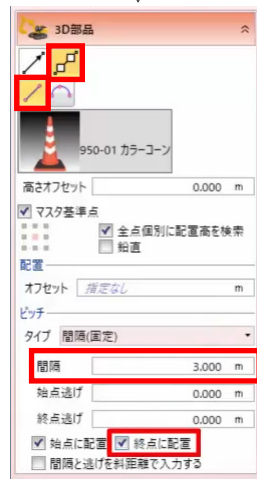 3D部品
950-01 カラーコーン
高さオフセット 0.000 m
マスタ基準点
全点個別に配置高を検索
鉛直
配置
オフセット 指定なし m
ピッチ
タイプ 間隔(固定)
間隔 3.000 m
始点逃げ 0.000 m
終点逃げ 0.000 m
始点に配置 終点に配置
間隔と逃げを斜距離で入力する